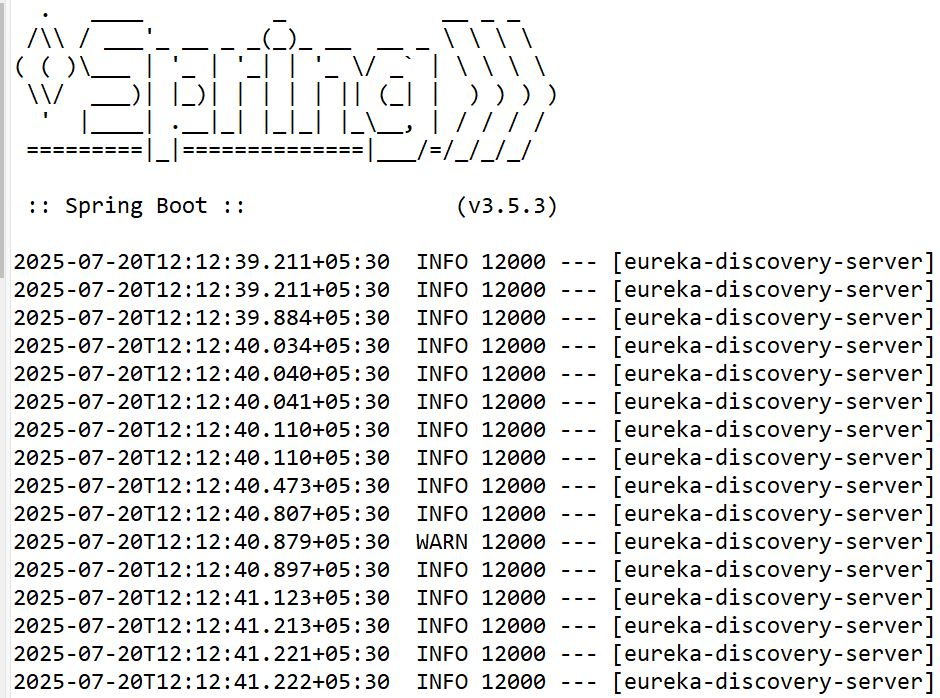 .   ____          _            __ _ _
 /\\ / ___'_ __ _ _(_)_ __  __ _ \ \ \ \
( ( )\___ | '_ | '_| | '_ \/ _` | \ \ \ \
 \\/  ___)| |_)| | | | | || (_| |  ) ) ) )
  '  |____| .__|_| |_|_| |_\__, | / / / /
 =========|_|==============|___/=/_/_/_/

 :: Spring Boot ::                (v3.5.3)

2025-07-20T12:12:39.211+05:30  INFO 12000 --- [eureka-discovery-server]
2025-07-20T12:12:39.211+05:30  INFO 12000 --- [eureka-discovery-server]
2025-07-20T12:12:39.884+05:30  INFO 12000 --- [eureka-discovery-server]
2025-07-20T12:12:40.034+05:30  INFO 12000 --- [eureka-discovery-server]
2025-07-20T12:12:40.040+05:30  INFO 12000 --- [eureka-discovery-server]
2025-07-20T12:12:40.041+05:30  INFO 12000 --- [eureka-discovery-server]
2025-07-20T12:12:40.110+05:30  INFO 12000 --- [eureka-discovery-server]
2025-07-20T12:12:40.110+05:30  INFO 12000 --- [eureka-discovery-server]
2025-07-20T12:12:40.473+05:30  INFO 12000 --- [eureka-discovery-server]
2025-07-20T12:12:40.807+05:30  INFO 12000 --- [eureka-discovery-server]
2025-07-20T12:12:40.879+05:30  WARN 12000 --- [eureka-discovery-server]
2025-07-20T12:12:40.897+05:30  INFO 12000 --- [eureka-discovery-server]
2025-07-20T12:12:41.123+05:30  INFO 12000 --- [eureka-discovery-server]
2025-07-20T12:12:41.213+05:30  INFO 12000 --- [eureka-discovery-server]
2025-07-20T12:12:41.221+05:30  INFO 12000 --- [eureka-discovery-server]
2025-07-20T12:12:41.222+05:30  INFO 12000 --- [eureka-discovery-server]